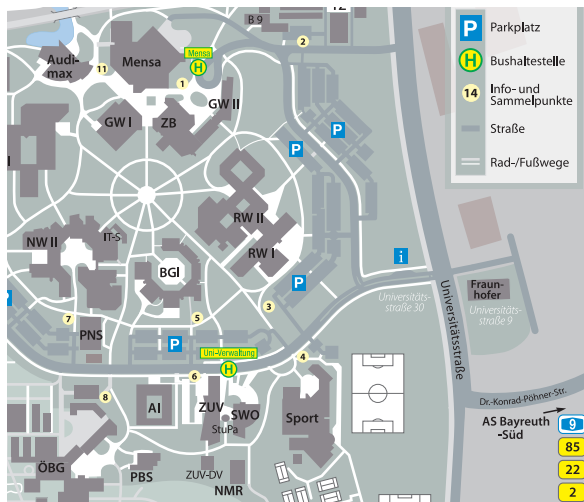 B 9
12
P
Parkplatz
H
Bushaltestelle
14
Info- und
Sammelpunkte
Straße
Rad-/Fußwege
2
Audi-
max
11
Mensa
Mensa
H
1
GW II
GW I
ZB
P
P
I
RW II
RW I
NW II
IT-S
BGI
i
P
3
Universitäts-
straße 30
Fraun-
hofer
Universitäts-
straße 9
Universitätsstraße
P
7
PNS
5
P
Uni-Verwaltung
H
4
6
8
AI
ZUV
SWO
StuPa
Sport
Dr.-Konrad-Pöhner-Str.
AS Bayreuth
-Süd
9
85
22
2
ÖBG
PBS
ZUV-DV
NMR